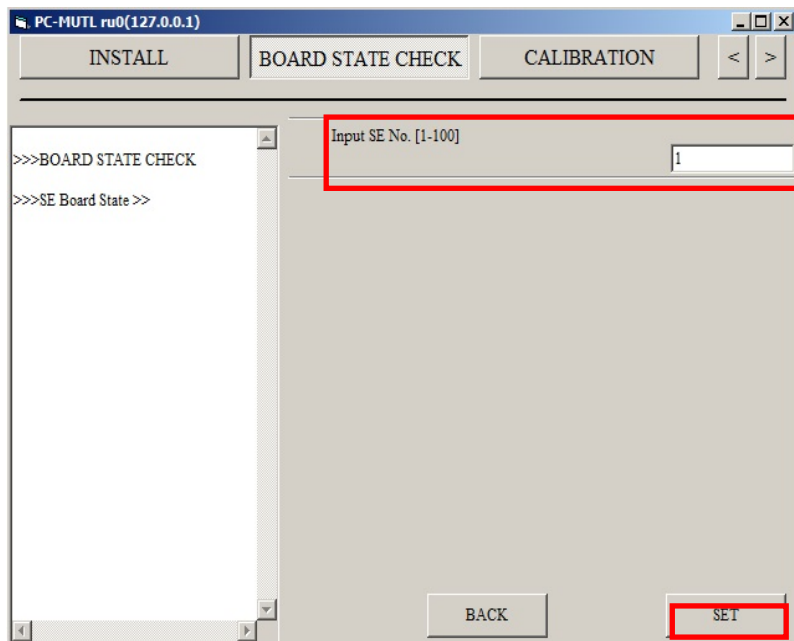 PC-MUTL ru0(127.0.0.1)
INSTALL
BOARD STATE CHECK
CALIBRATION
<
>
Input SE No. [1-100]
1
>>>BOARD STATE CHECK
>>>SE Board State >>
BACK
SET